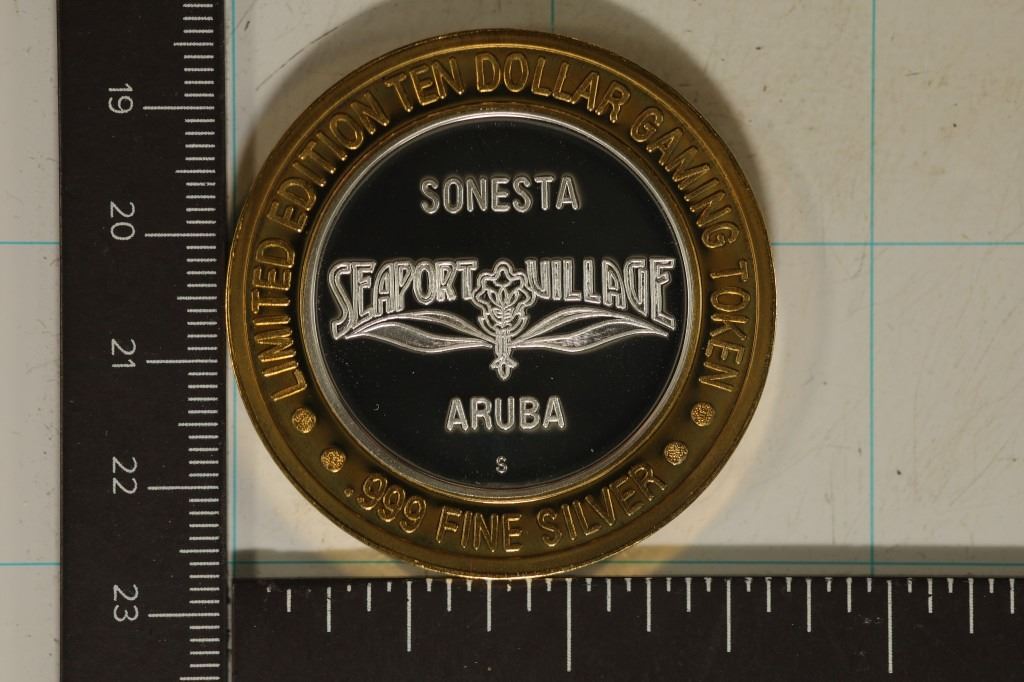 LIMITED EDITION TEN DOLLAR GAMING TOKEN
SONESTA
SEAPORT VILLAGE
ARUBA
S
.999 FINE SILVER
19
20
21
22
23